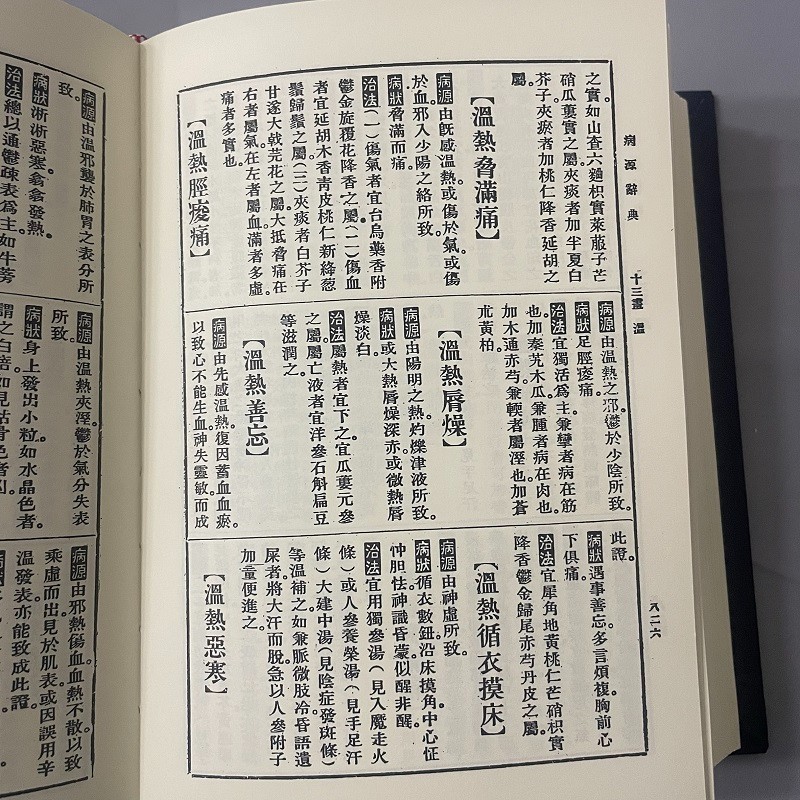 病源辭典 十三畫 溫 八二六
之實如山查六麯枳實萊菔子芒
硝瓜蔞實之屬夾痰者加半夏白
芥子夾瘀者加桃仁降香延胡之
屬。
【溫熱脅滿痛】
病源 由既感溫熱或傷於氣或傷
於血邪入少陽之絡所致。
病狀 脅滿而痛。
治法 (一)傷氣者宜台烏藥香附
鬱金旋覆花降香之屬(二)傷血
者宜延胡木香青皮桃仁新絳葱
鬚歸鬚之屬(三)夾痰者白芥子
甘遂大戟芫花之屬。大抵脅痛在
右者屬氣在左者屬血滿者多虛。
痛者多實也。
【溫熱脛痠痛】
病源 由溫熱之邪鬱於少陰所致。
病狀 足脛痠痛。
治法 宜獨活爲主兼攣者病在筋
也加秦艽木瓜兼腫者病在肉也
加木通赤芍兼輭者屬溼也加蒼
朮黃柏。
【溫熱脣燥】
病源 由陽明之熱灼爍津液所致。
病狀 或大熱脣燥深赤或微熱脣
燥淡白。
治法 屬熱者宜下之宜瓜蔞元參
之屬屬亡液者宜洋參石斛扁豆
等滋潤之。
【溫熱善忘】
病源 由先感溫熱復因蓄血血瘀
以致心不能生血神失靈敏而成
此證。
病狀 遇事善忘多言煩複胸前心
下俱痛。
治法 宜犀角地黃桃仁芒硝枳實
降香鬱金歸尾赤芍丹皮之屬。
【溫熱循衣摸床】
病源 由神虛所致。
病狀 循衣數鈕沿床摸角中心怔
忡胆怯神識昏蒙似醒非醒。
治法 宜用獨參湯(見入魔走火
條)或人參養榮湯(見手足汗
條)大建中湯(見陰症發斑條)
等温補之如兼脈微肢冷昏語遺
屎者將大汗而脫急以人參附子
加童便進之。
【溫熱惡寒】
病源 由温邪襲於肺胃之表分所
致。
病狀 淅淅惡寒翕翕發熱。
治法 總以通鬱疎表爲主如牛蒡
病源 由温熱夾溼鬱於氣分失表
所致。
病狀 身上發出小粒如水晶色者。
謂之白㾦如見枯骨色者
病源 由邪熱傷血血熱不散以致
乘虛而出見於肌表或因誤用辛
溫發表亦能致成此證。